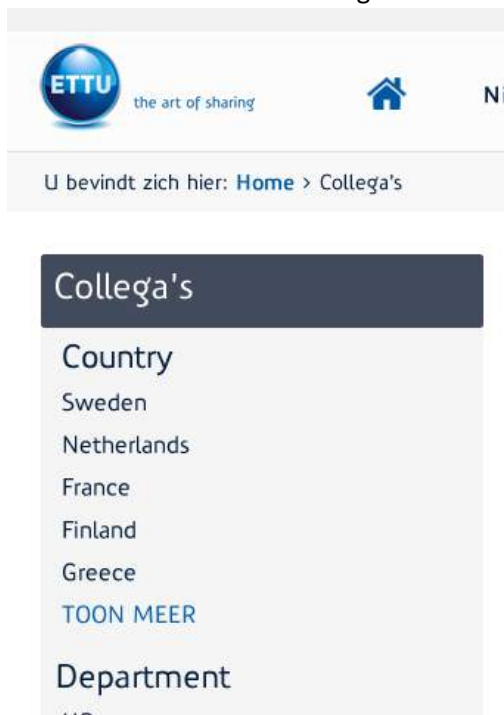 ETTU
the art of sharing
U bevindt zich hier: Home > Collega's
Collega's
Country
Sweden
Netherlands
France
Finland
Greece
TOON MEER
Department